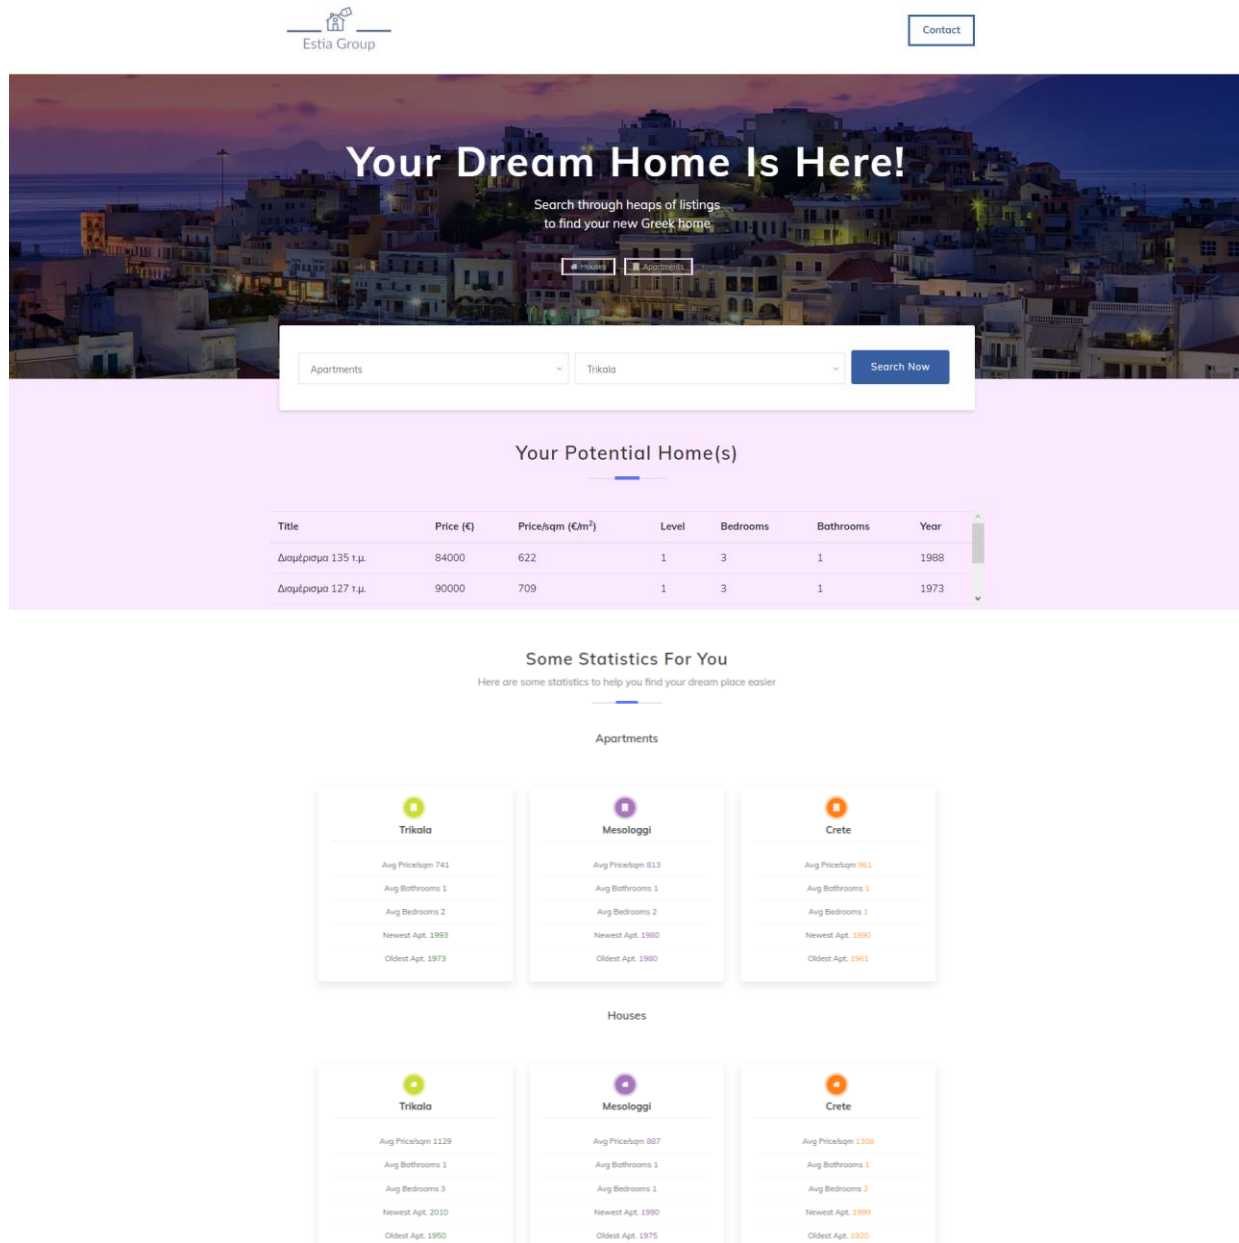 Estia Group
Contact
Your Dream Home Is Here!
Search through heaps of listings
to find your new Greek home
Houses
Apartments
Apartments
Trikala
Search Now
Your Potential Home(s)
Title Price (€) Price/sqm (€/m²) Level Bedrooms Bathrooms Year
Διαμέρισμα 135 τ.μ. 84000 622 1 3 1 1988
Διαμέρισμα 127 τ.μ. 90000 709 1 3 1 1973
Some Statistics For You
Here are some statistics to help you find your dream place easier
Apartments
Trikala
Avg Price/sqm 741
Avg Bathrooms 1
Avg Bedrooms 2
Newest Apt. 1993
Oldest Apt. 1973
Mesologgi
Avg Price/sqm 813
Avg Bathrooms 1
Avg Bedrooms 2
Newest Apt. 1980
Oldest Apt. 1980
Crete
Avg Price/sqm 961
Avg Bathrooms 1
Avg Bedrooms 1
Newest Apt. 1990
Oldest Apt. 1961
Houses
Trikala
Avg Price/sqm 1129
Avg Bathrooms 1
Avg Bedrooms 3
Newest Apt. 2010
Oldest Apt. 1950
Mesologgi
Avg Price/sqm 887
Avg Bathrooms 1
Avg Bedrooms 1
Newest Apt. 1990
Oldest Apt. 1975
Crete
Avg Price/sqm 1308
Avg Bathrooms 1
Avg Bedrooms 2
Newest Apt. 1999
Oldest Apt. 1920